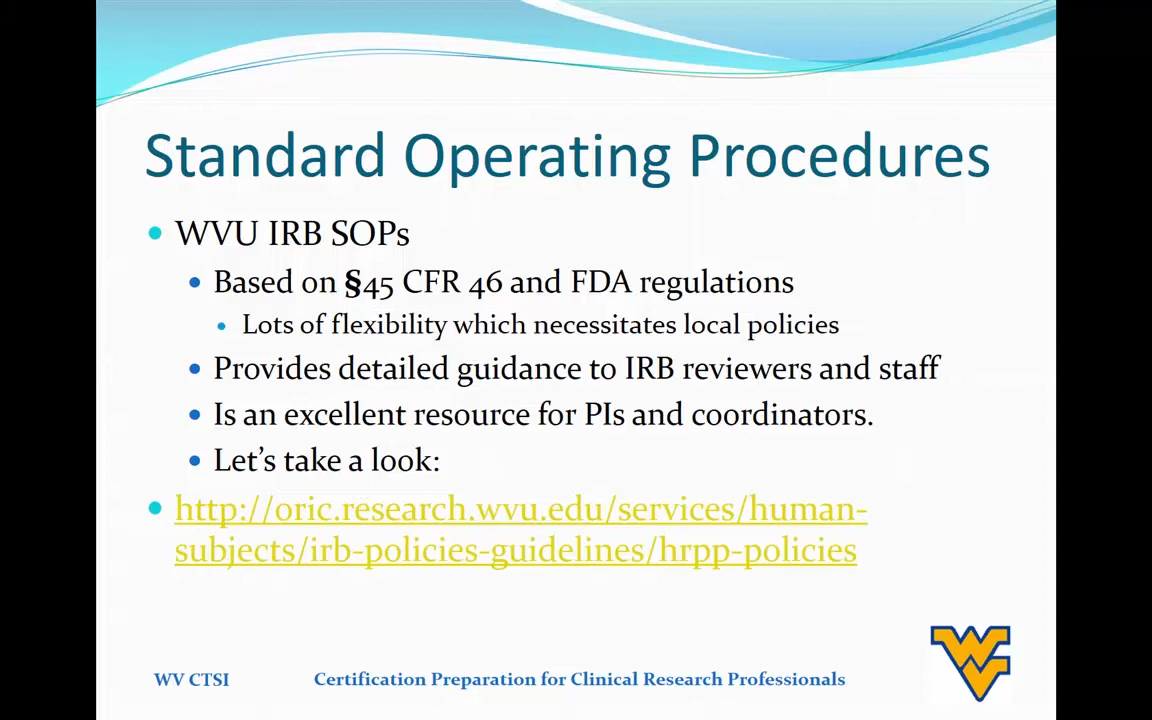 Standard Operating Procedures
WVU IRB SOPs
Based on §45 CFR 46 and FDA regulations
Lots of flexibility which necessitates local policies
Provides detailed guidance to IRB reviewers and staff
Is an excellent resource for PIs and coordinators.
Let's take a look:
http://oric.research.wvu.edu/services/human-
subjects/irb-policies-guidelines/hrpp-policies
WV CTSI
Certification Preparation for Clinical Research Professionals
WV